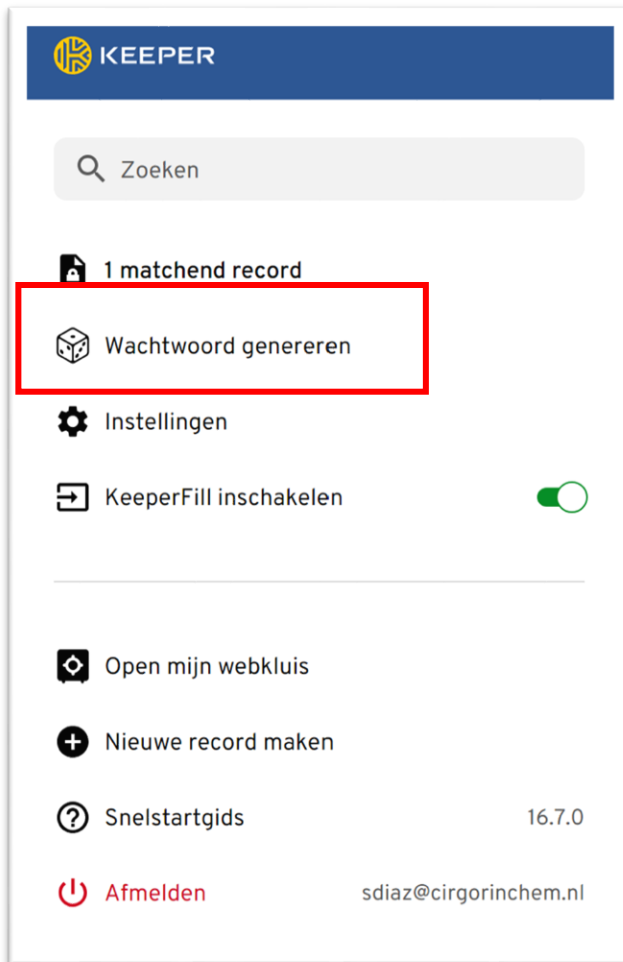 KEEPER
Zoeken
1 matchend record
Wachtwoord genereren
Instellingen
KeeperFill inschakelen
Open mijn webkluis
Nieuwe record maken
Snelstartgids 16.7.0
Afmelden sdiaz@cirgorinchem.nl